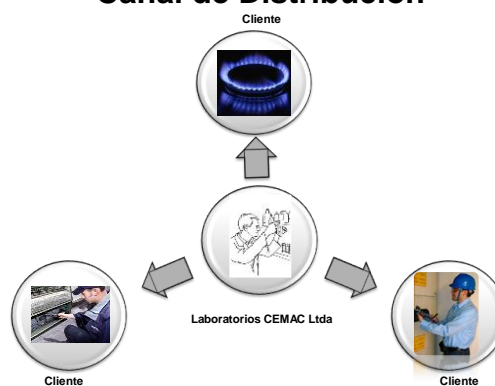 Canal de Distribución
Cliente
Laboratorios CEMAC Ltda
Cliente
Cliente